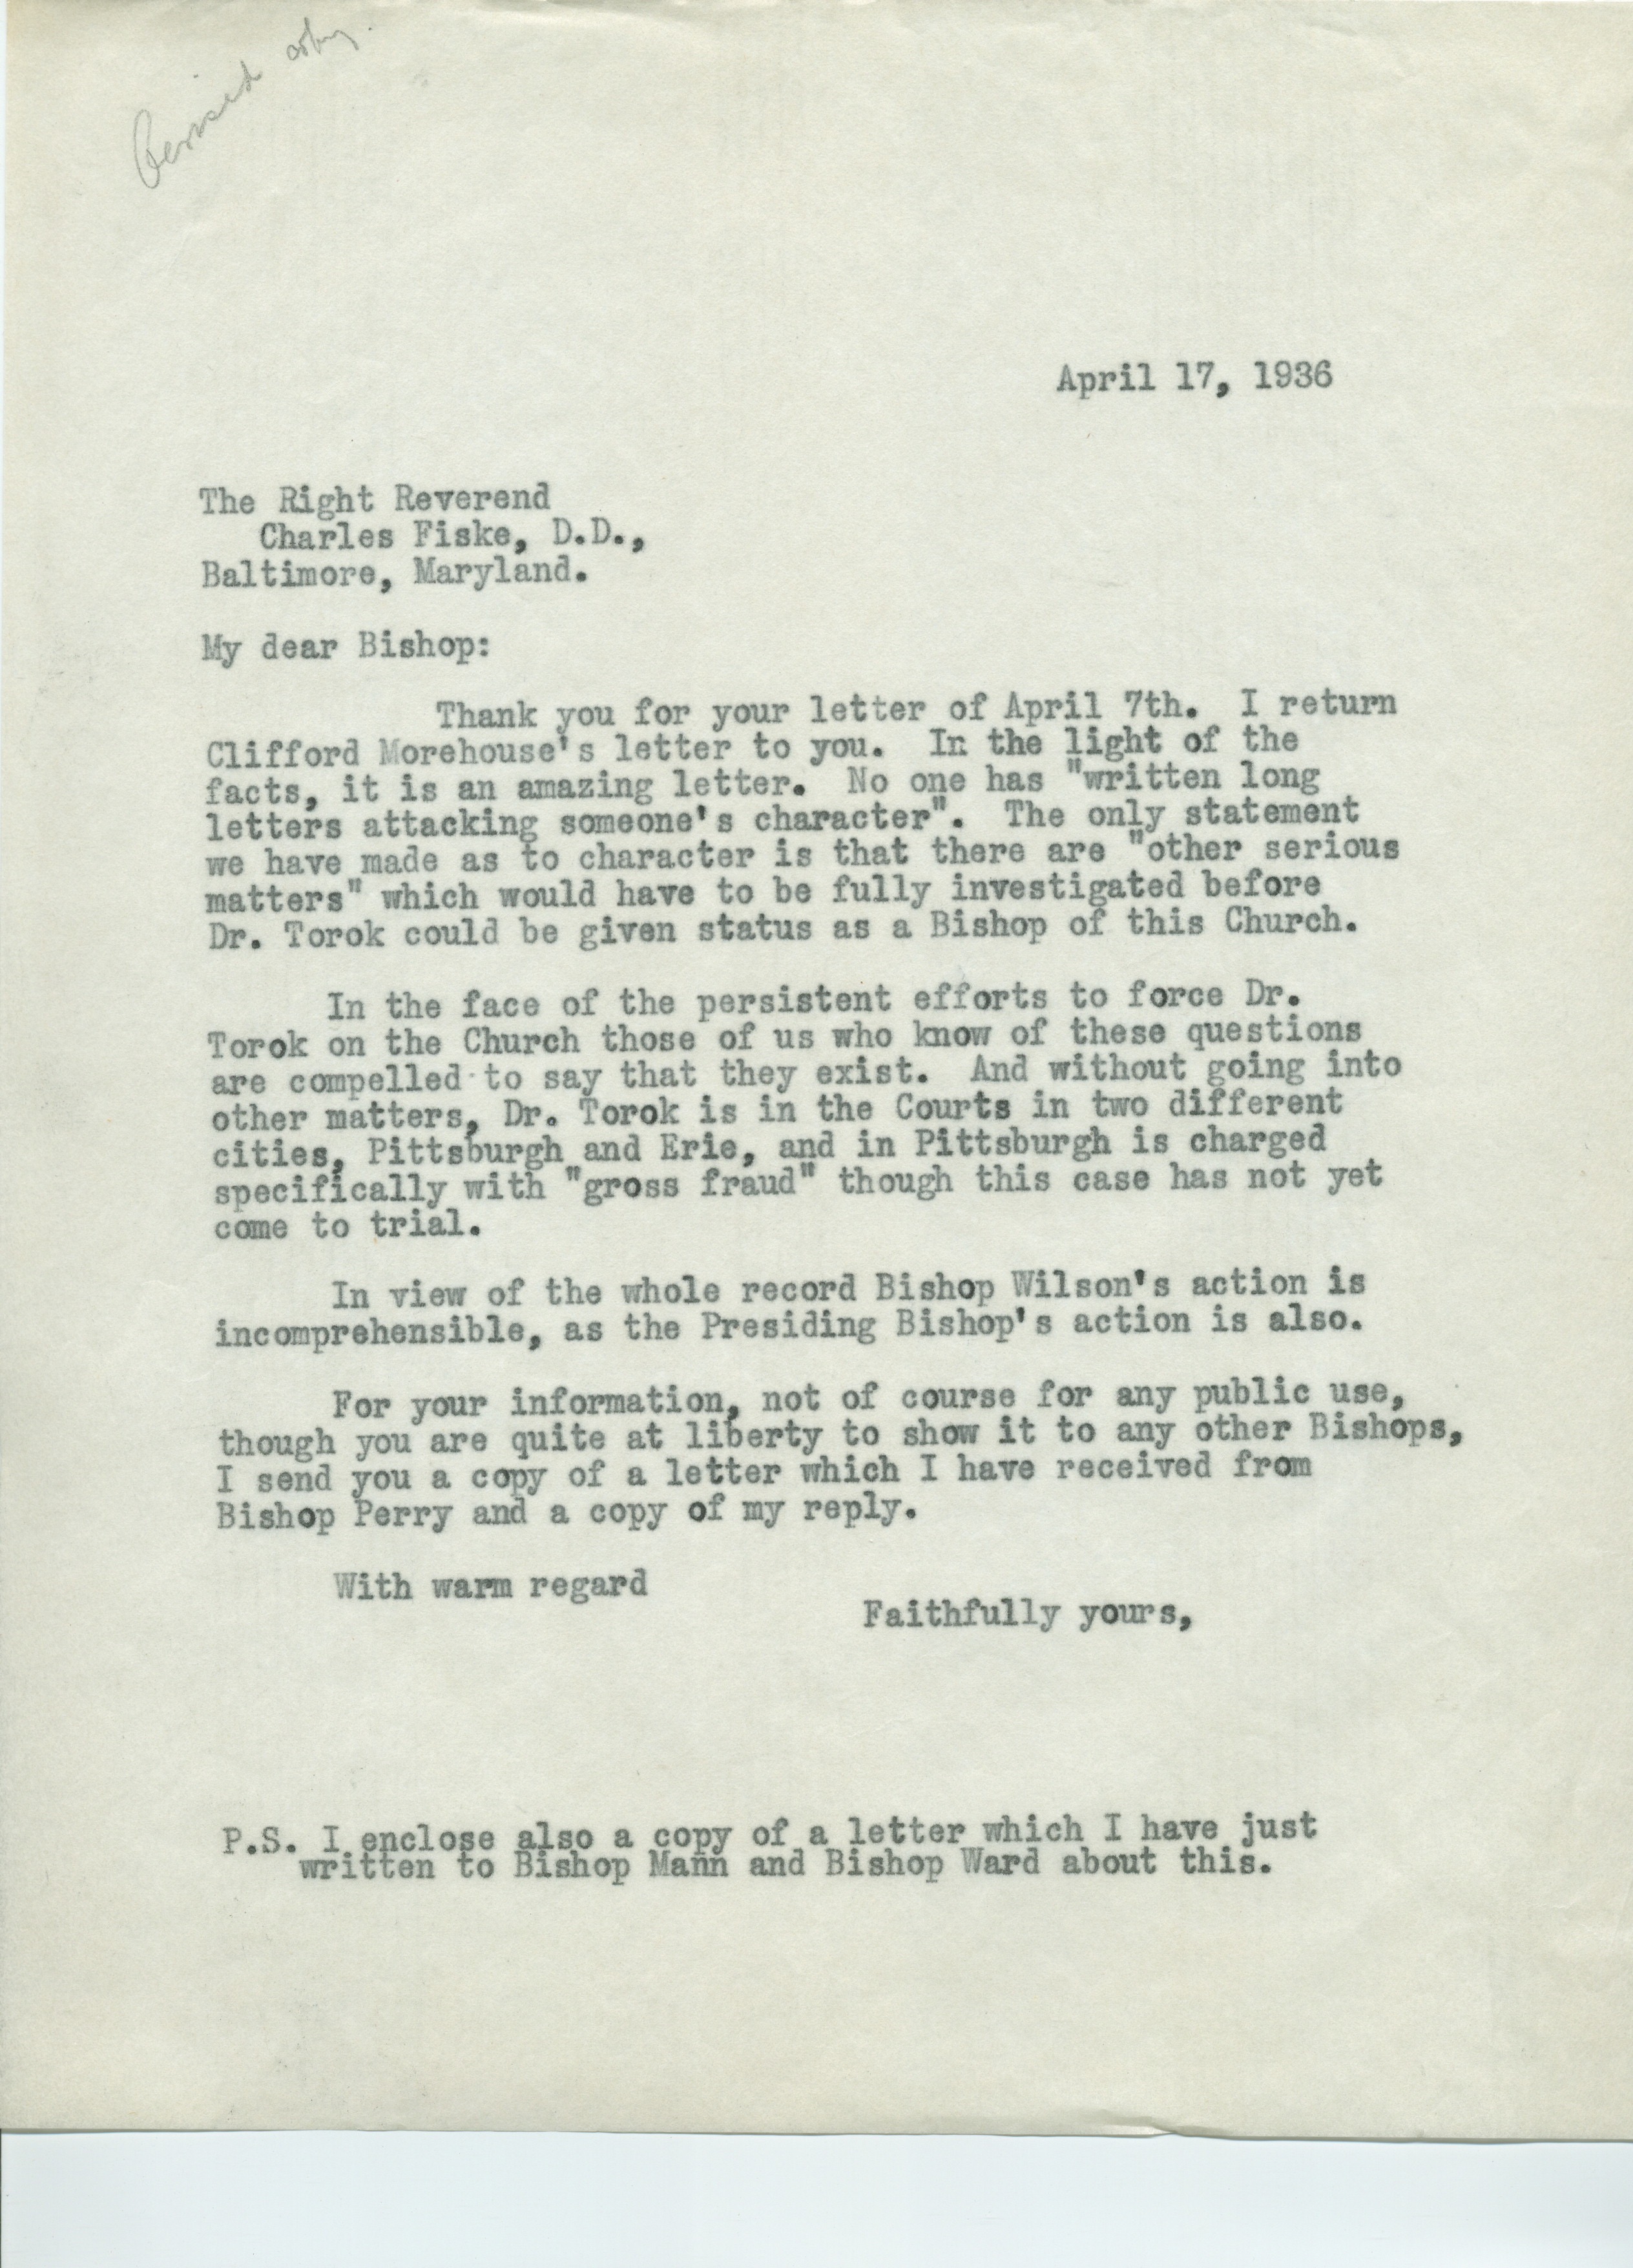 Revised copy.
April 17, 1936
The Right Reverend
Charles Fiske, D.D.,
Baltimore, Maryland.
My dear Bishop:
Thank you for your letter of April 7th. I return
Clifford Morehouse's letter to you. In the light of the
facts, it is an amazing letter. No one has "written long
letters attacking someone's character". The only statement
we have made as to character is that there are "other serious
matters" which would have to be fully investigated before
Dr. Torok could be given status as a Bishop of this Church.
In the face of the persistent efforts to force Dr.
Torok on the Church those of us who know of these questions
are compelled to say that they exist. And without going into
other matters, Dr. Torok is in the Courts in two different
cities, Pittsburgh and Erie, and in Pittsburgh is charged
specifically with "gross fraud" though this case has not yet
come to trial.
In view of the whole record Bishop Wilson's action is
incomprehensible, as the Presiding Bishop's action is also.
For your information, not of course for any public use,
though you are quite at liberty to show it to any other Bishops,
I send you a copy of a letter which I have received from
Bishop Perry and a copy of my reply.
With warm regard
Faithfully yours,
P.S. I enclose also a copy of a letter which I have just
written to Bishop Mann and Bishop Ward about this.